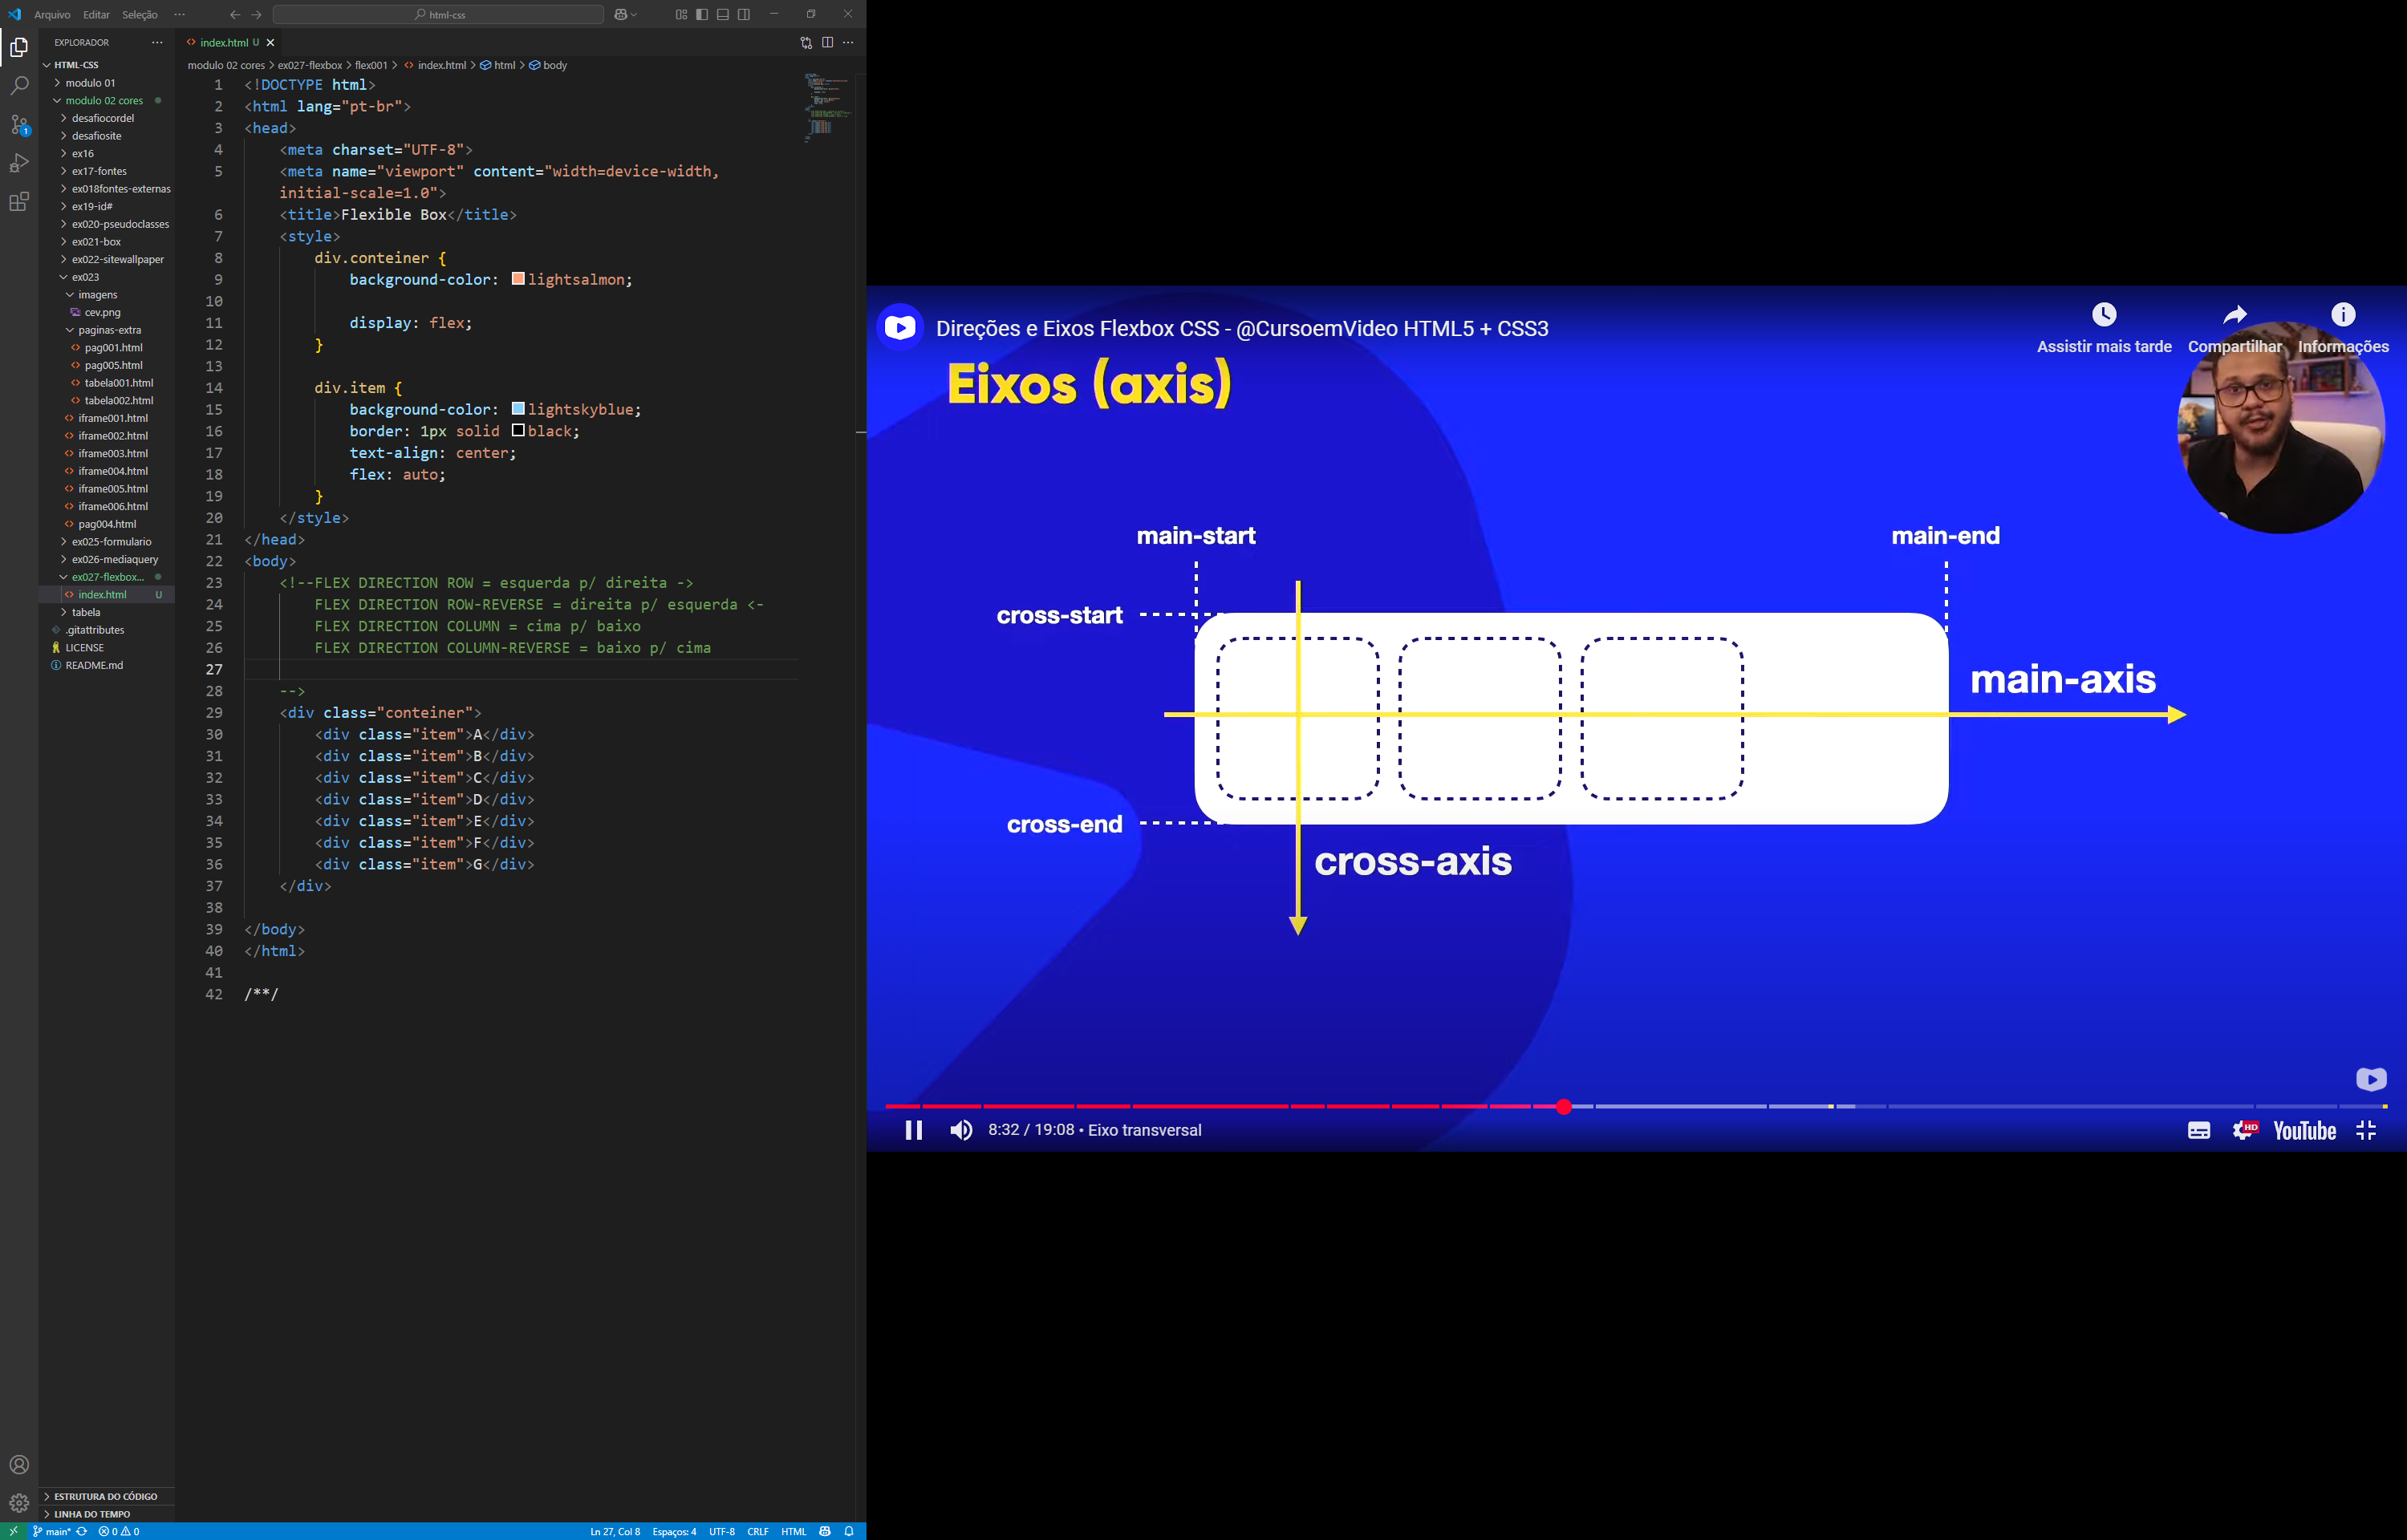 Arquivo Editar Seleção ···
html-css
EXPLORADOR ···
HTML-CSS
modulo 01
modulo 02 cores
desafiocordel
desafiosite
ex16
ex17-fontes
ex018fontes-externas
ex19-id#
ex020-pseudoclasses
ex021-box
ex022-sitewallpaper
ex023
imagens
cev.png
paginas-extra
pag001.html
pag005.html
tabela001.html
tabela002.html
iframe001.html
iframe002.html
iframe003.html
iframe004.html
iframe005.html
iframe006.html
pag004.html
ex025-formulario
ex026-mediaquery
ex027-flexbox...
index.html U
tabela
.gitattributes
LICENSE
README.md
ESTRUTURA DO CÓDIGO
LINHA DO TEMPO
1
index.html U
modulo 02 cores > ex027-flexbox > flex001 > index.html > html > body
1 <!DOCTYPE html>
2 <html lang="pt-br">
3 <head>
4 <meta charset="UTF-8">
5 <meta name="viewport" content="width=device-width,
initial-scale=1.0">
6 <title>Flexible Box</title>
7 <style>
8 div.conteiner {
9 background-color: lightsalmon;
10
11 display: flex;
12 }
13
14 div.item {
15 background-color: lightskyblue;
16 border: 1px solid black;
17 text-align: center;
18 flex: auto;
19 }
20 </style>
21 </head>
22 <body>
23 <!--FLEX DIRECTION ROW = esquerda p/ direita ->
24 FLEX DIRECTION ROW-REVERSE = direita p/ esquerda <-
25 FLEX DIRECTION COLUMN = cima p/ baixo
26 FLEX DIRECTION COLUMN-REVERSE = baixo p/ cima
27
28 -->
29 <div class="conteiner">
30 <div class="item">A</div>
31 <div class="item">B</div>
32 <div class="item">C</div>
33 <div class="item">D</div>
34 <div class="item">E</div>
35 <div class="item">F</div>
36 <div class="item">G</div>
37 </div>
38
39 </body>
40 </html>
41
42 /**/
main* 0 0
Ln 27, Col 8 Espaços: 4 UTF-8 CRLF HTML
Direções e Eixos Flexbox CSS - @CursoemVideo HTML5 + CSS3
Assistir mais tarde Compartilhar Informações
Eixos (axis)
main-start main-end
cross-start
main-axis
cross-end
cross-axis
8:32 / 19:08 • Eixo transversal
HD YouTube